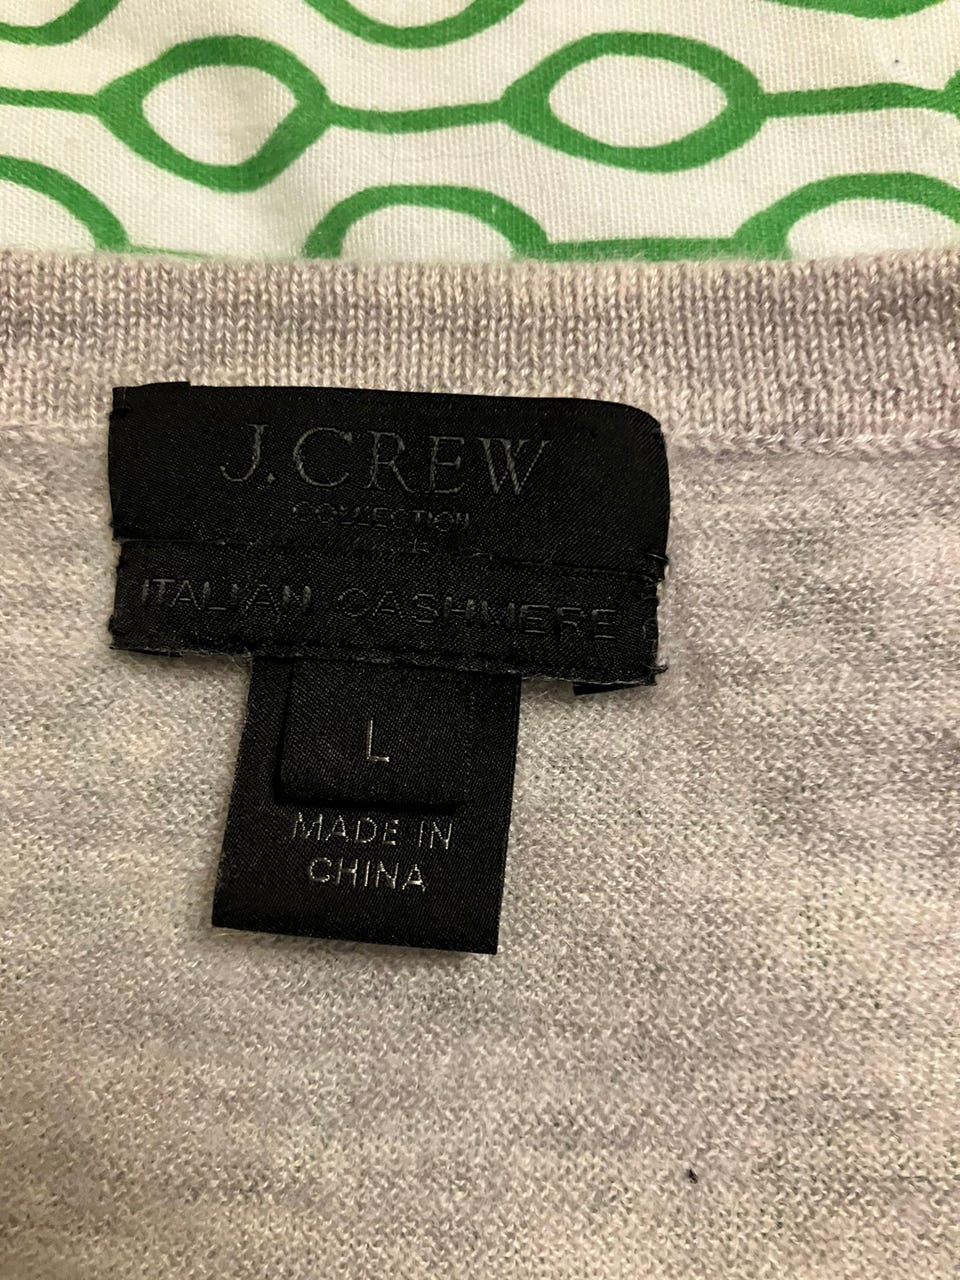 J.CREW
COLLECTION
ITALIAN CASHMERE
L
MADE IN
CHINA